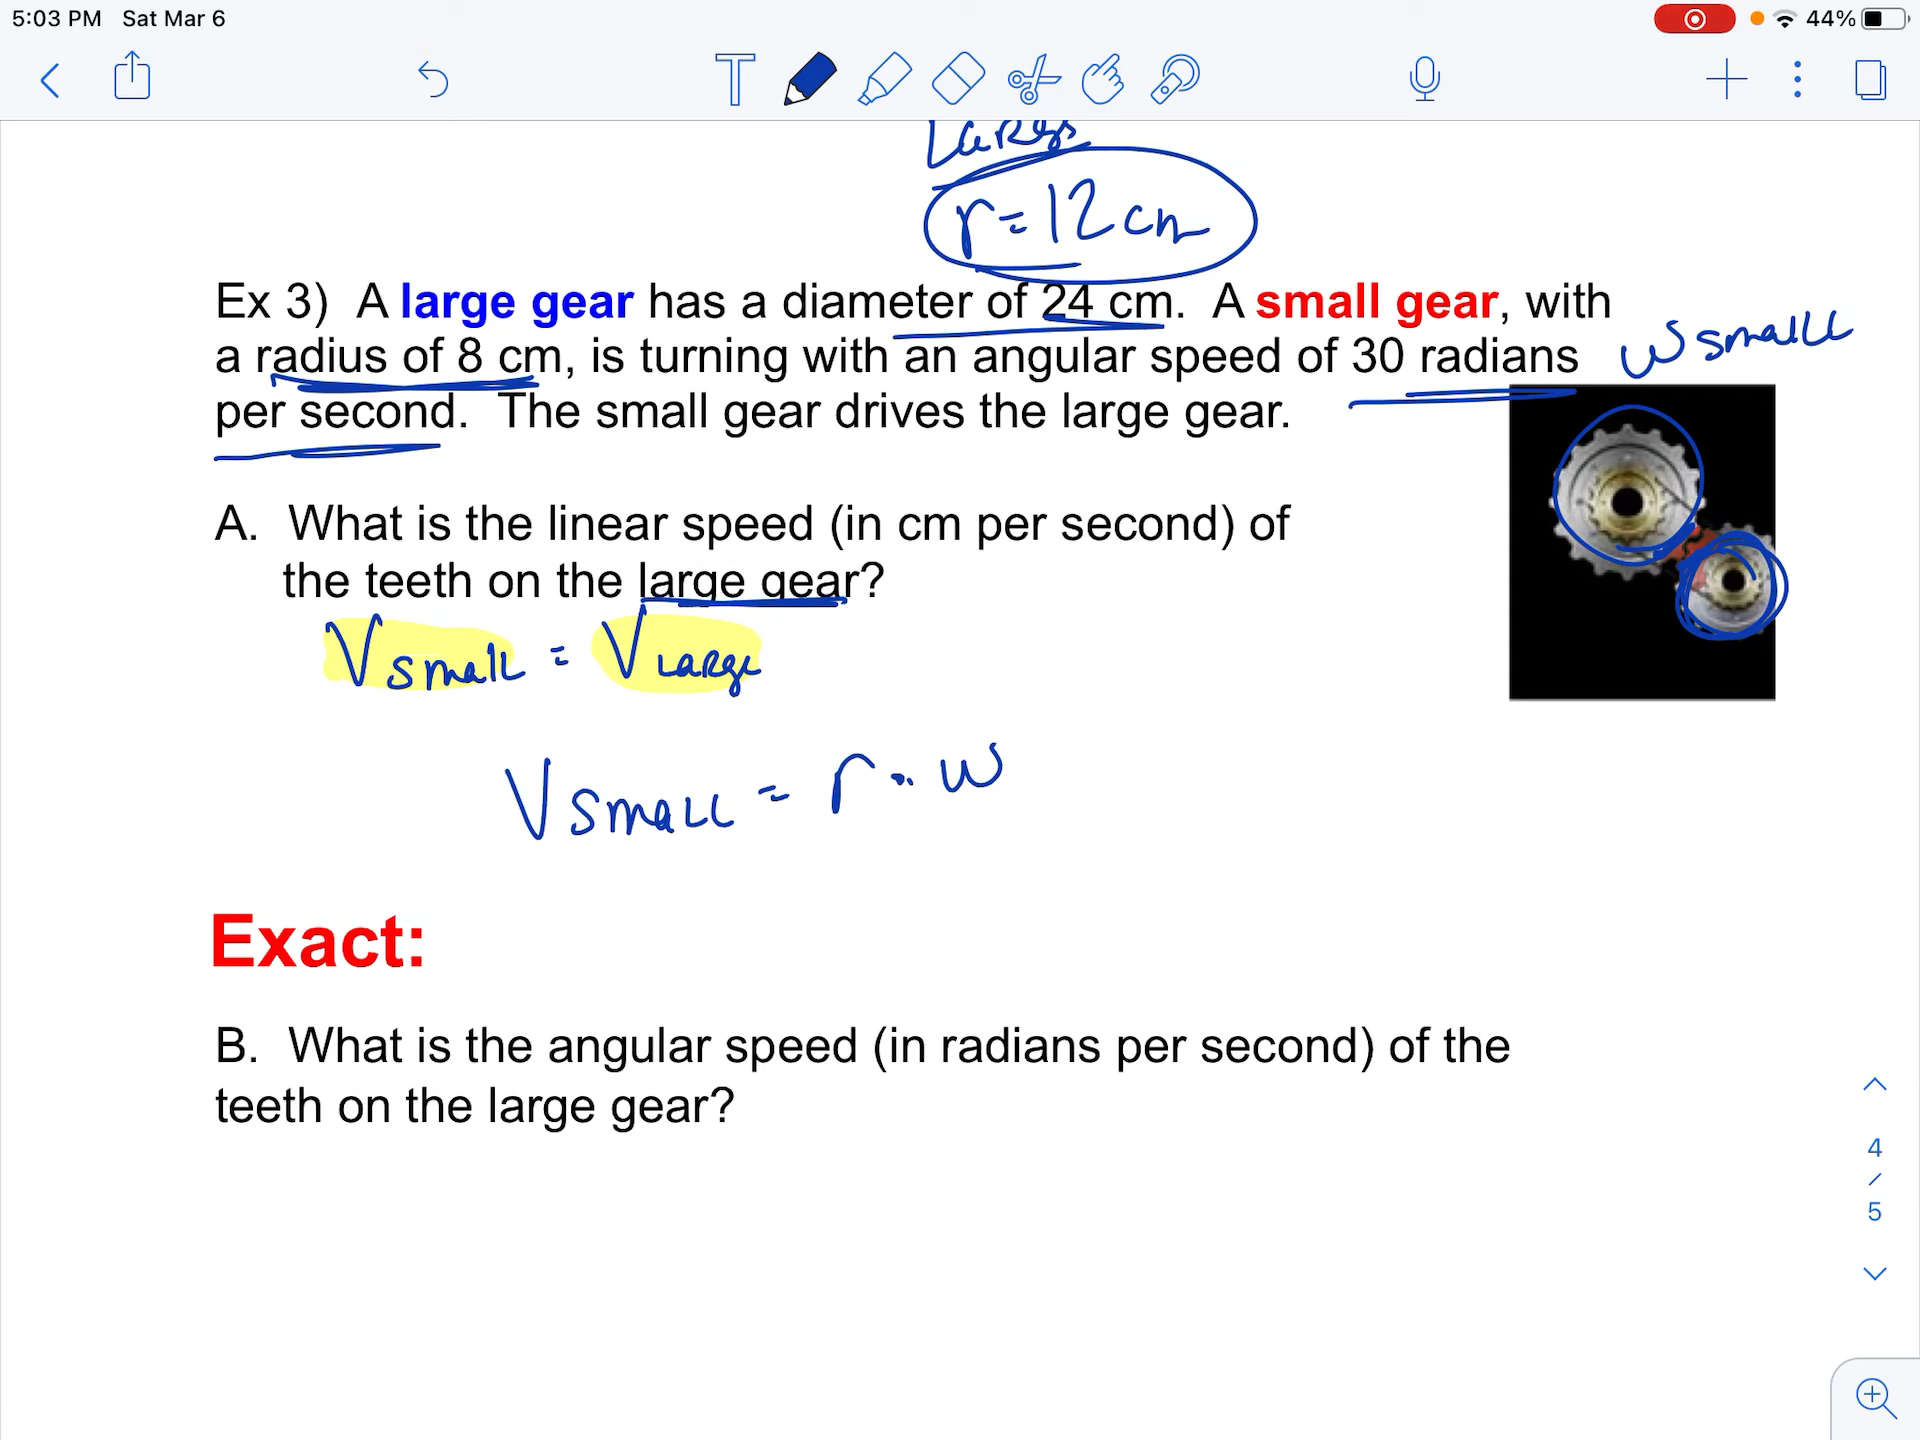 5:03 PM Sat Mar 6
44%
T
Large
r = 12 cm
Ex 3) A large gear has a diameter of 24 cm. A small gear, with
a radius of 8 cm, is turning with an angular speed of 30 radians
per second. The small gear drives the large gear.
w small
A. What is the linear speed (in cm per second) of
the teeth on the large gear?
V small = V Large
V small = r · w
Exact:
B. What is the angular speed (in radians per second) of the
teeth on the large gear?
4
/
5